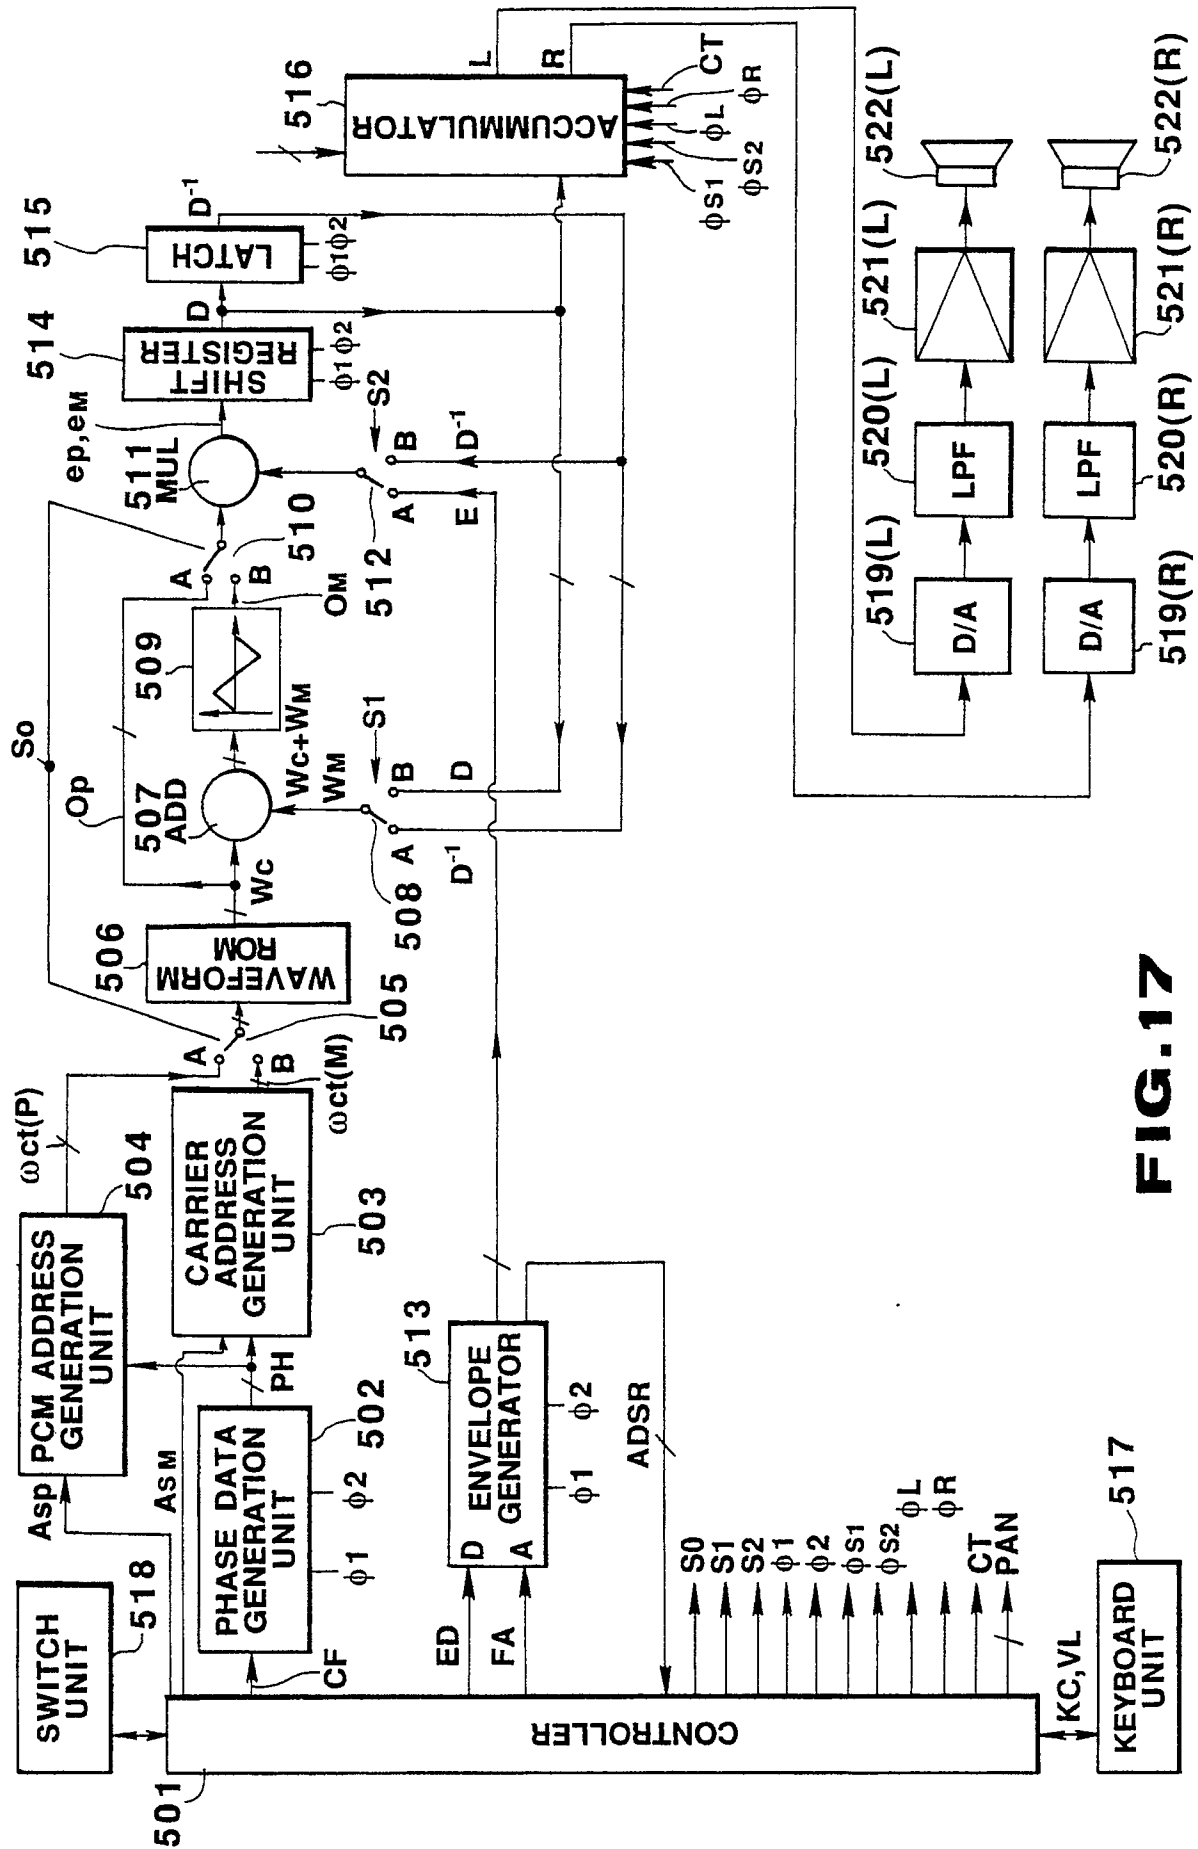 SWITCH
UNIT
518
501
CONTROLLER
KEYBOARD
UNIT
517
KC,VL
Asp
ASM
PCM ADDRESS
GENERATION
UNIT
504
ωct(P)
CF
PHASE DATA
GENERATION
UNIT
502
ϕ1
ϕ2
PH
CARRIER
ADDRESS
GENERATION
UNIT
503
ωct(M)
A
B
505
So
WAVEFORM
ROM
506
Wc
Op
507
ADD
Wc+WM
WM
S1
A
B
508
D-1
D
509
OM
A
B
510
511
MUL
ep,eM
S2
A
B
512
E
D-1
SHIFT
REGISTER
514
ϕ1
ϕ2
D
LATCH
515
ϕ1
ϕ2
D-1
ACCUMMULATOR
516
L
R
ϕS1
ϕS2
ϕL
ϕR
CT
ED
FA
D
A
ENVELOPE
GENERATOR
513
ϕ1
ϕ2
ADSR
S0
S1
S2
ϕ1
ϕ2
ϕS1
ϕS2
ϕL
ϕR
CT
PAN
D/A
519(L)
LPF
520(L)
521(L)
522(L)
D/A
519(R)
LPF
520(R)
521(R)
522(R)
FIG.17